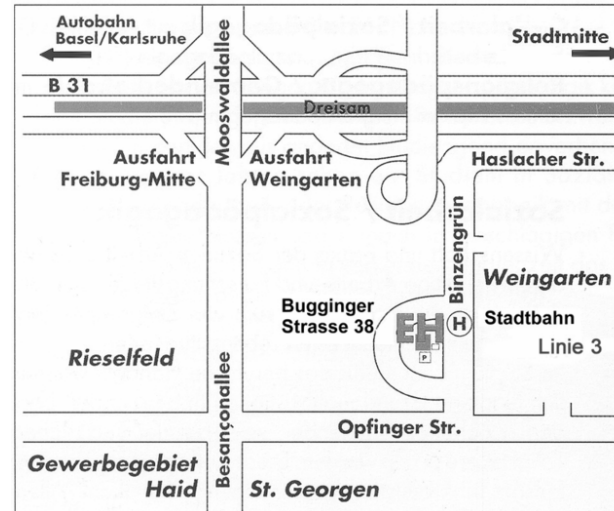 Autobahn
Basel/Karlsruhe
Stadtmitte
B 31
Mooswaldallee
Dreisam
Ausfahrt
Freiburg-Mitte
Ausfahrt
Weingarten
Haslacher Str.
Binzengrün
Weingarten
Bugginger
Strasse 38
EH
P
H
Stadtbahn
Linie 3
Rieselfeld
Besançonallee
Opfinger Str.
Gewerbegebiet
Haid
St. Georgen